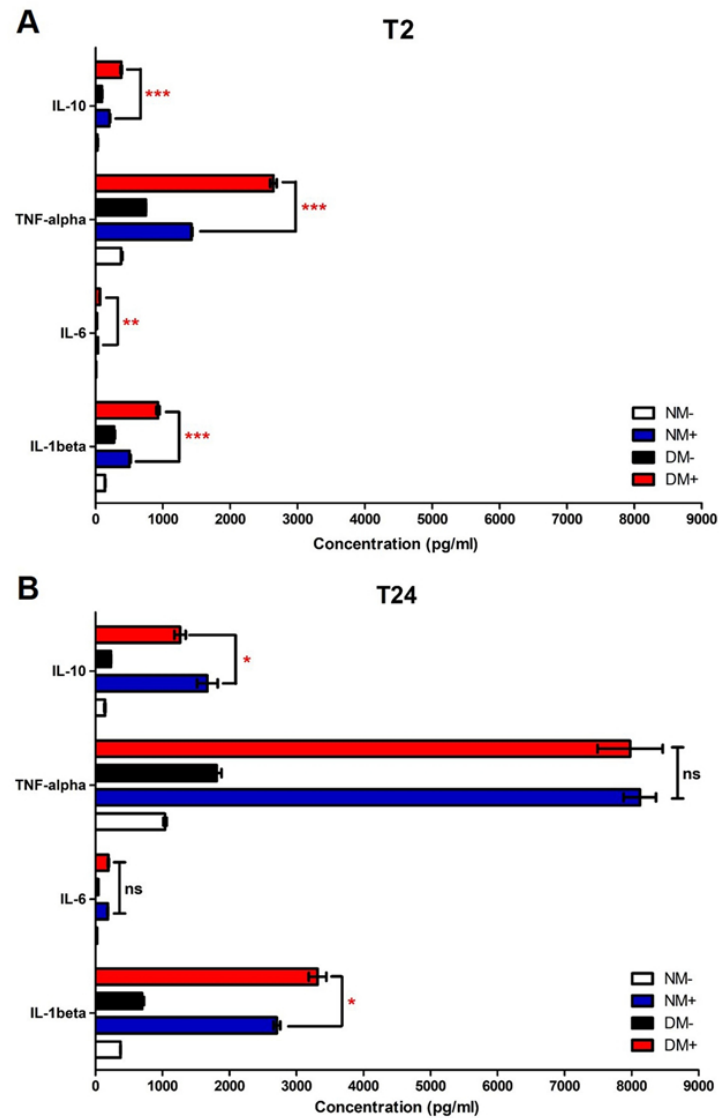 A
T2
IL-10
***
TNF-alpha
***
IL-6
**
IL-1beta
***
NM-
NM+
DM-
DM+
0 1000 2000 3000 4000 5000 6000 7000 8000 9000
Concentration (pg/ml)
B
T24
IL-10
*
TNF-alpha
ns
IL-6
ns
IL-1beta
*
NM-
NM+
DM-
DM+
0 1000 2000 3000 4000 5000 6000 7000 8000 9000
Concentration (pg/ml)